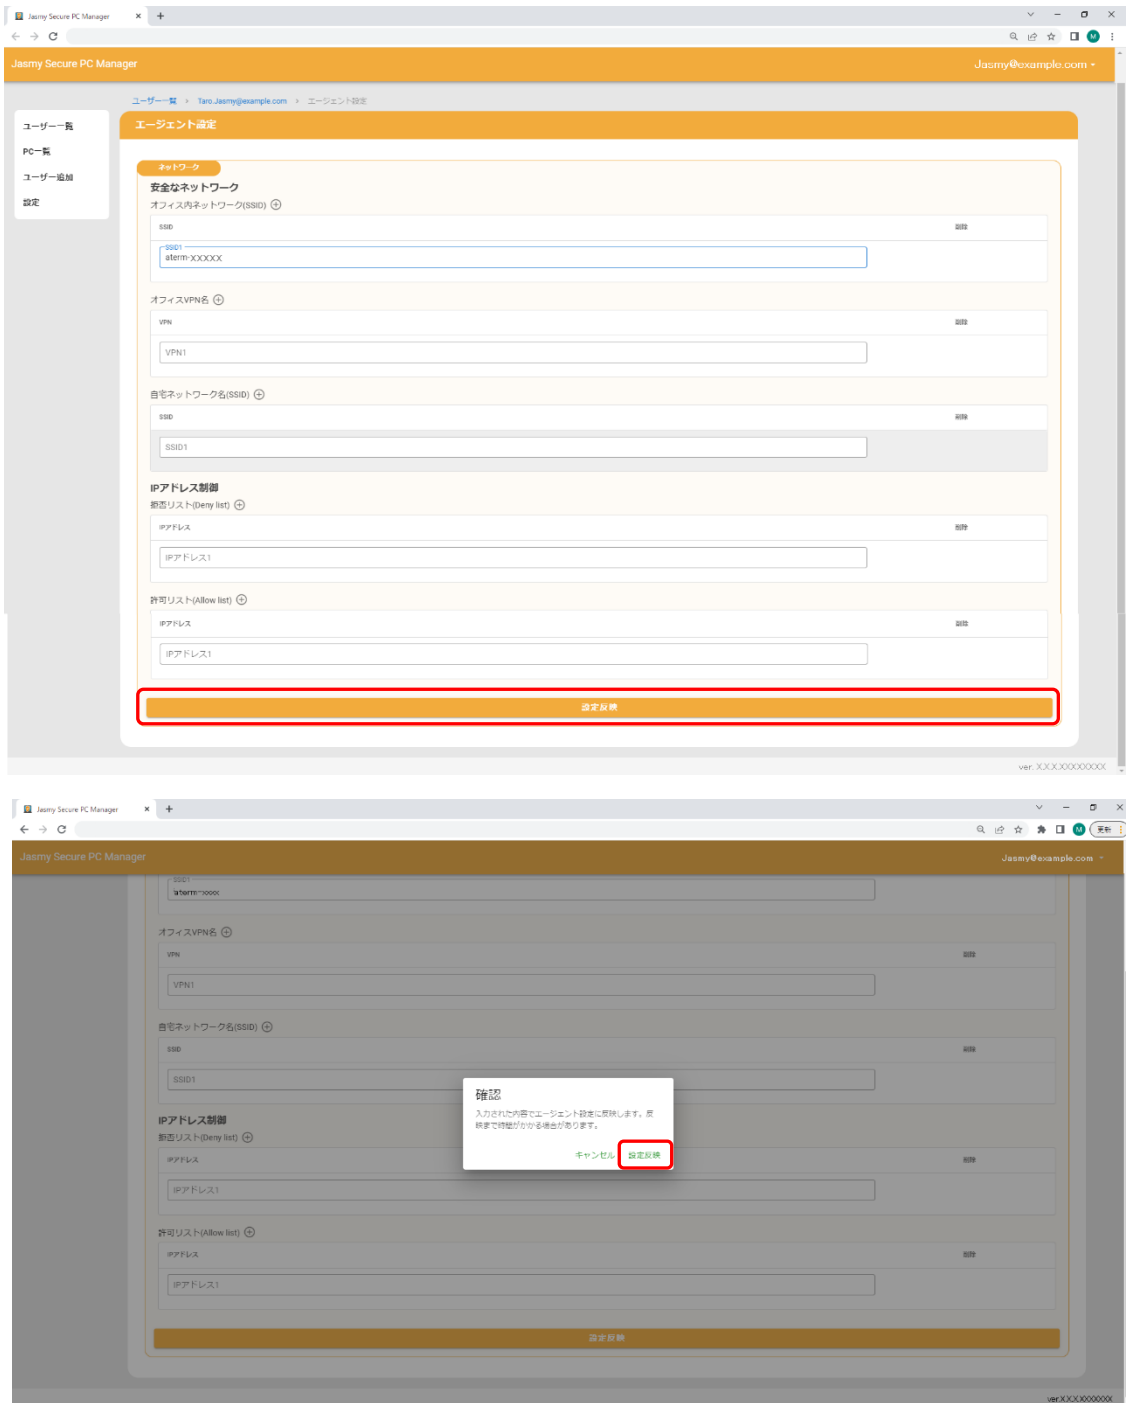 Jasmy Secure PC Manager
Jasmy Secure PC Manager
Jasmy@example.com
ユーザー一覧 > Taro.Jasmy@example.com > エージェント設定
ユーザー一覧
PC一覧
ユーザー追加
設定
エージェント設定
ネットワーク
安全なネットワーク
オフィス内ネットワーク(SSID)
SSID 削除
SSID1
aterm-XXXXX
オフィスVPN名
VPN 削除
VPN1
自宅ネットワーク名(SSID)
SSID 削除
SSID1
IPアドレス制御
拒否リスト(Deny list)
IPアドレス 削除
IPアドレス1
許可リスト(Allow list)
IPアドレス 削除
IPアドレス1
設定反映
ver. X.X.X.XXXXXXXX
Jasmy Secure PC Manager
M 更新
Jasmy Secure PC Manager
Jasmy@example.com
SSID1
aterm-xxxx
オフィスVPN名
VPN 削除
VPN1
自宅ネットワーク名(SSID)
SSID 削除
SSID1
確認
入力された内容でエージェント設定に反映します。反
映まで時間がかかる場合があります。
キャンセル 設定反映
IPアドレス制御
拒否リスト(Deny list)
IPアドレス 削除
IPアドレス1
許可リスト(Allow list)
IPアドレス 削除
IPアドレス1
設定反映